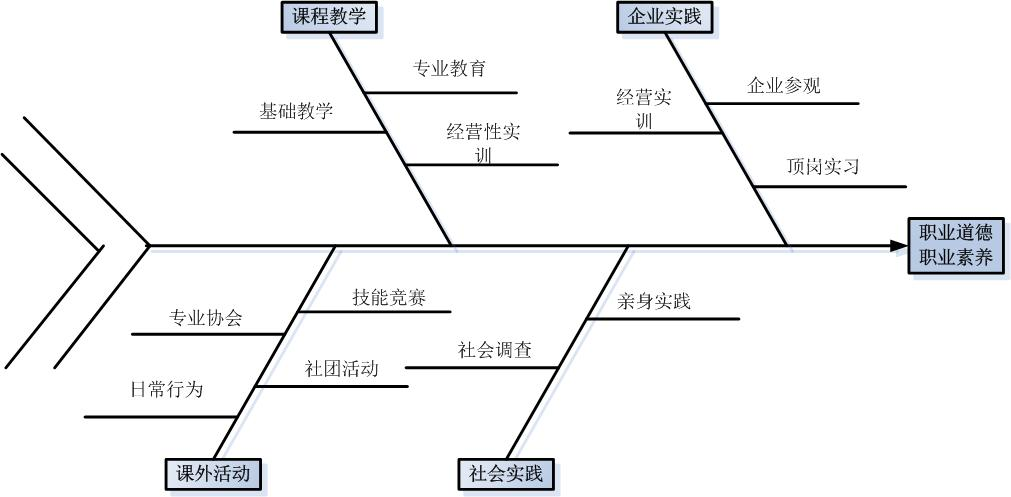 课程教学
企业实践
专业教育
基础教学
经营性实
训
企业参观
经营实
训
顶岗实习
职业道德
职业素养
技能竞赛
专业协会
社团活动
日常行为
亲身实践
社会调查
课外活动
社会实践